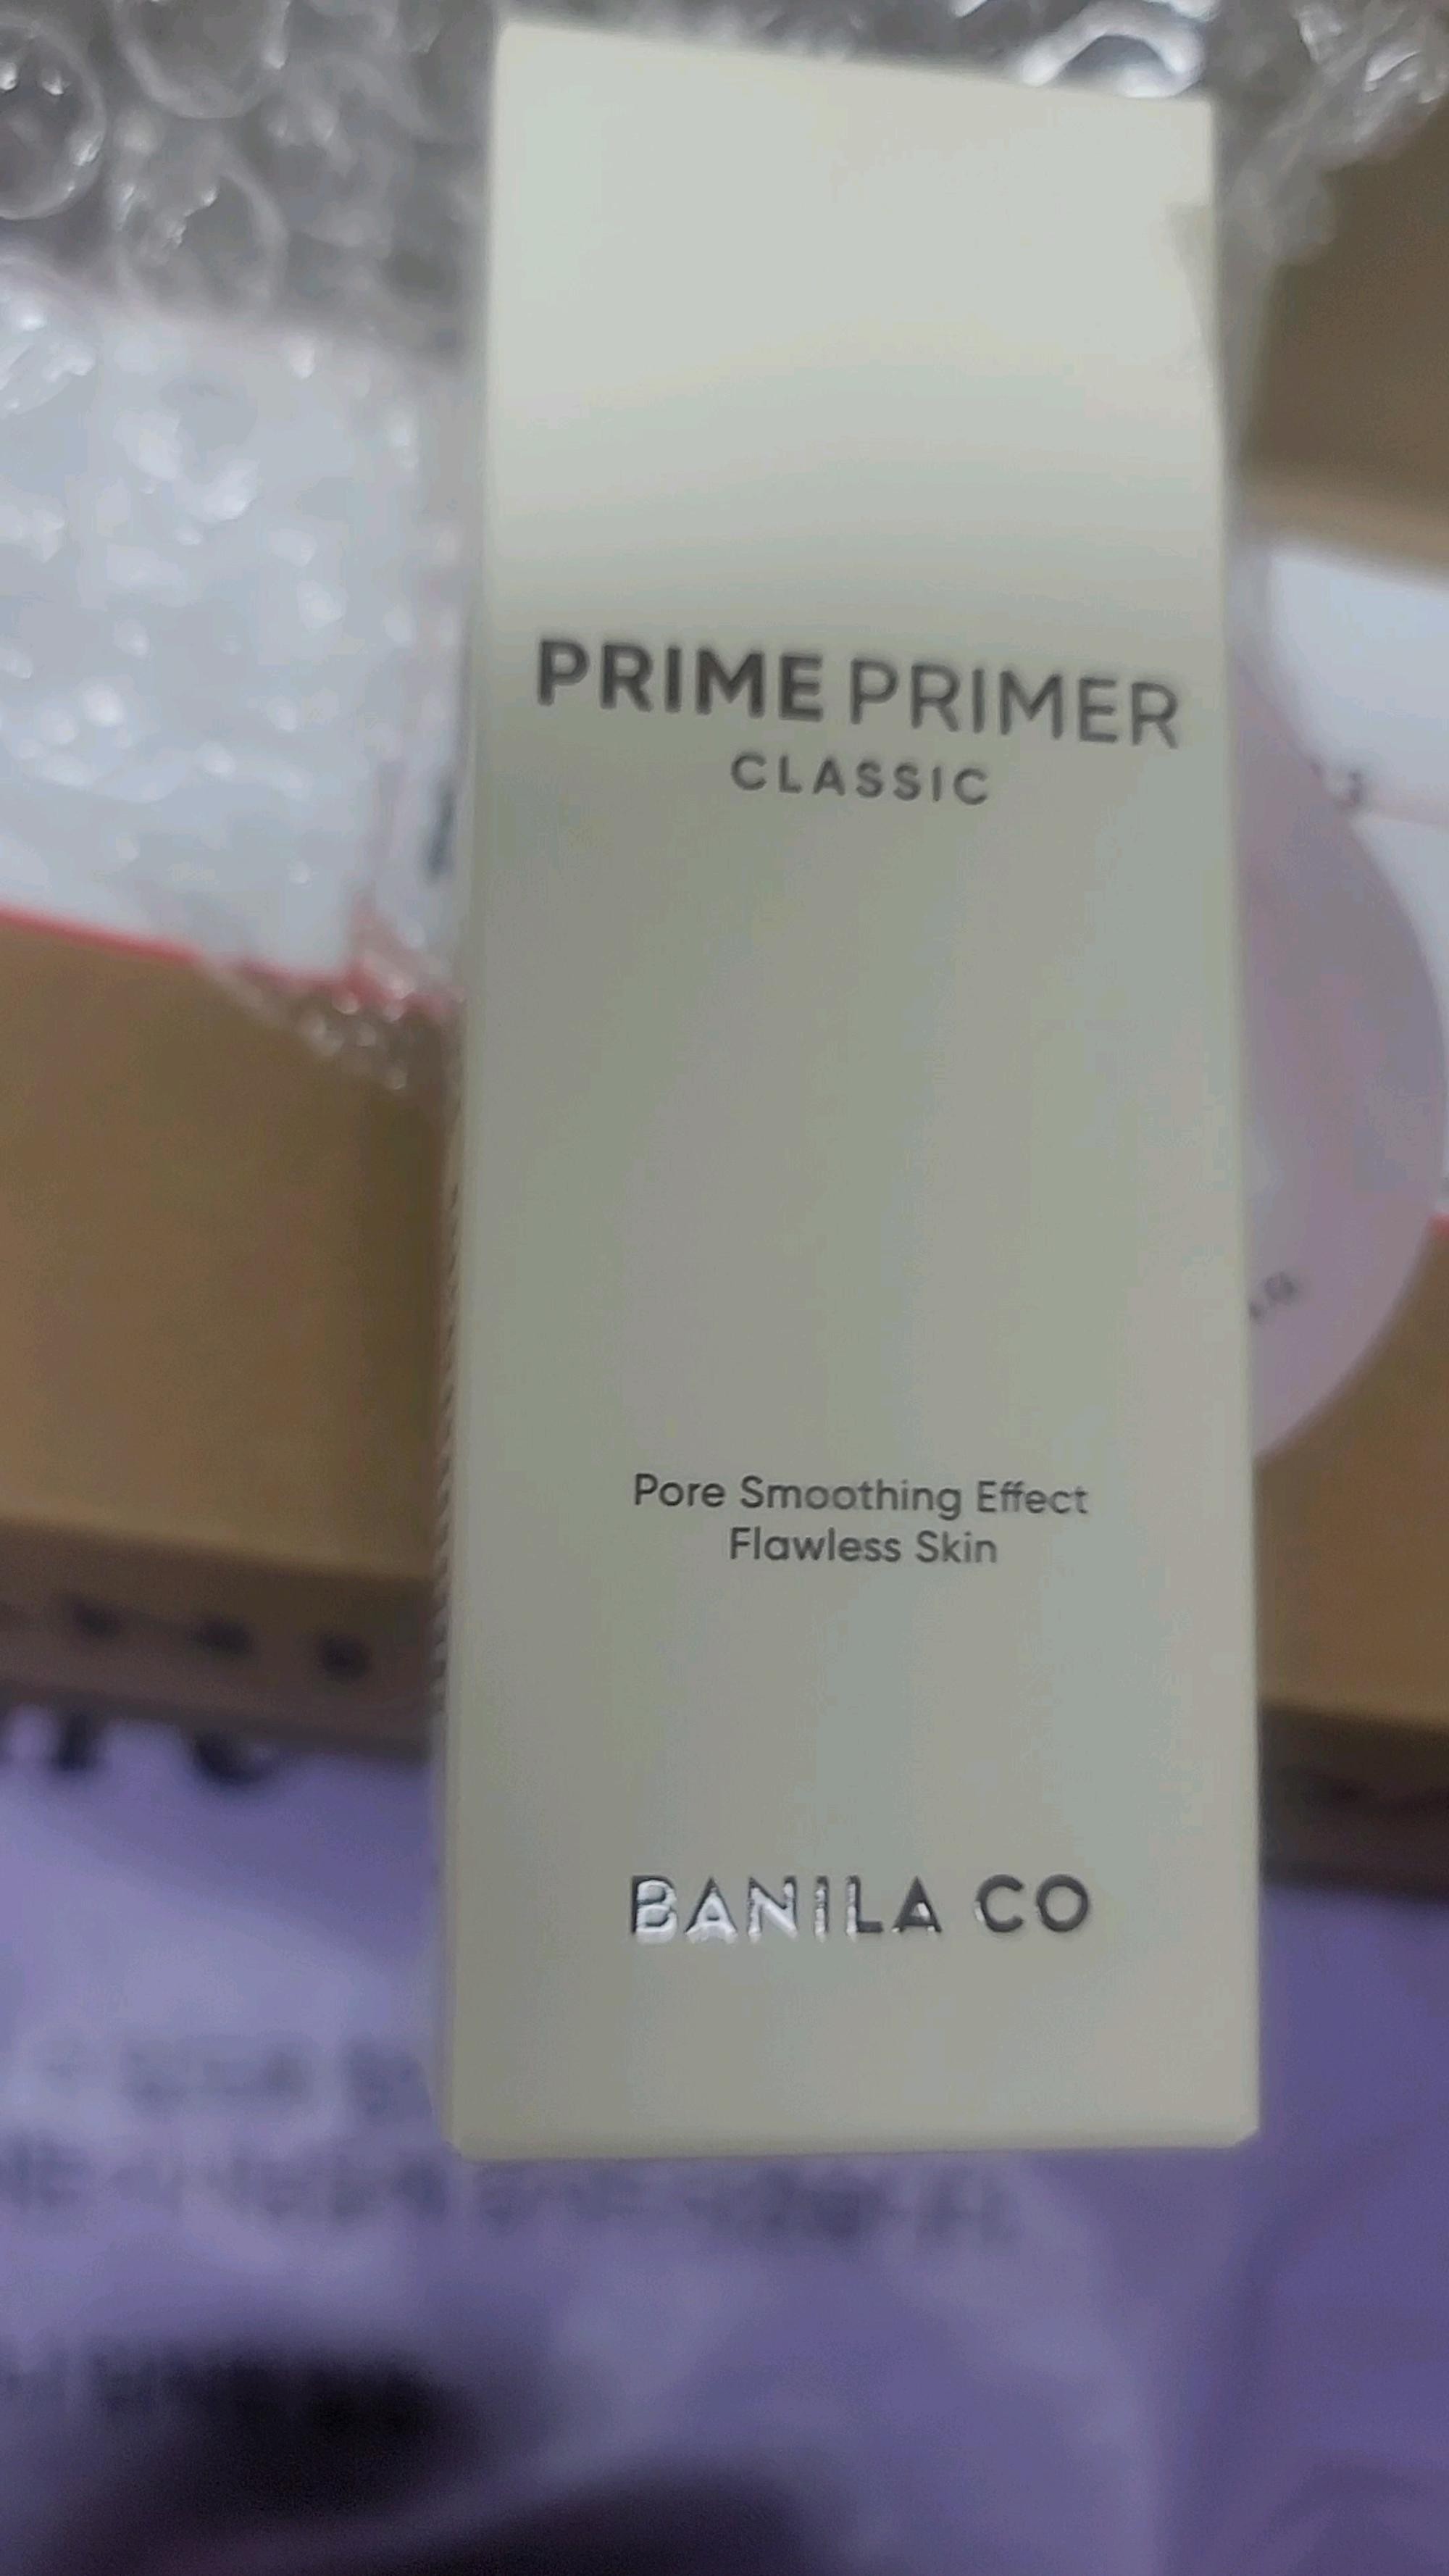 PRIME PRIMER
CLASSIC
Pore Smoothing Effect
Flawless Skin
BANILA CO